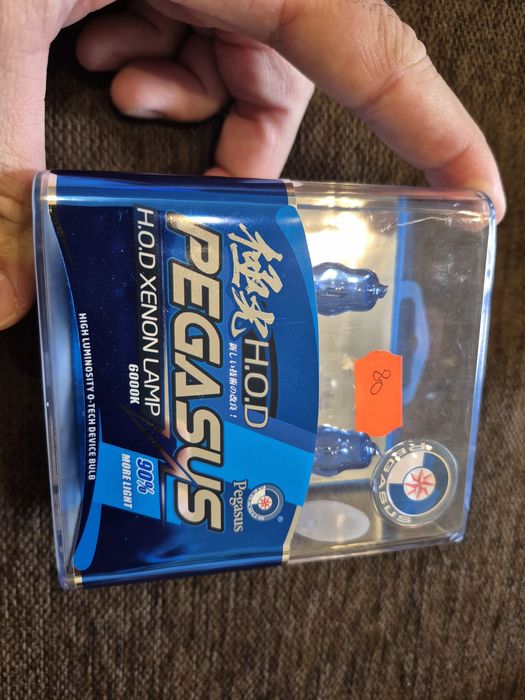 極光 H.O.D
新しい技術の改良!
PEGASUS
H.O.D XENON LAMP
6000K
HIGH LUMINOSITY Q-TECH DEVICE BULB
90%
MORE LIGHT
Pegasus
80
PEGASUS